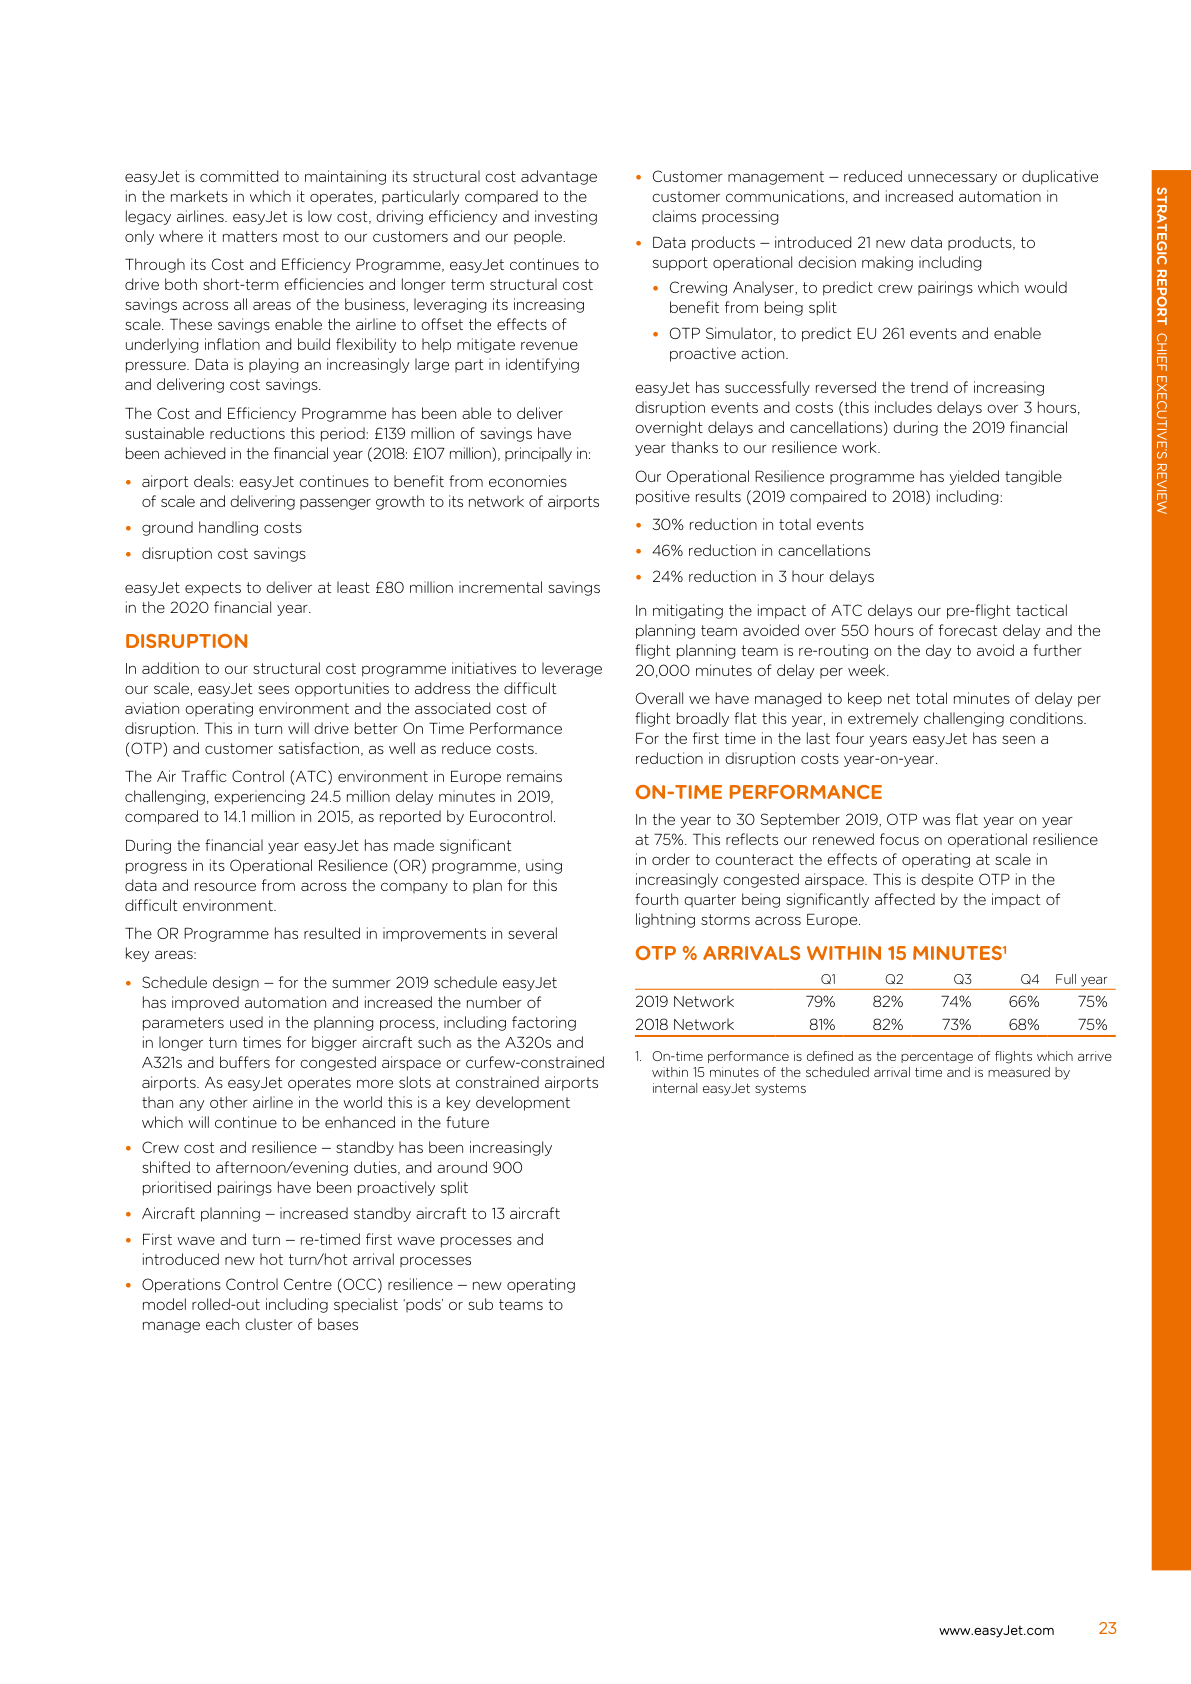 easyJet is committed to maintaining its structural cost advantage
in the markets in which it operates, particularly compared to the
legacy airlines. easyJet is low cost, driving efficiency and investing
only where it matters most to our customers and our people.
Through its Cost and Efficiency Programme, easyJet continues to
drive both short-term efficiencies and longer term structural cost
savings across all areas of the business, leveraging its increasing
scale. These savings enable the airline to offset the effects of
underlying inflation and build flexibility to help mitigate revenue
pressure. Data is playing an increasingly large part in identifying
and delivering cost savings.
The Cost and Efficiency Programme has been able to deliver
sustainable reductions this period: £139 million of savings have
been achieved in the financial year (2018: £107 million), principally in:
• airport deals: easyJet continues to benefit from economies
of scale and delivering passenger growth to its network of airports
• ground handling costs
• disruption cost savings
easyJet expects to deliver at least £80 million incremental savings
in the 2020 financial year.
DISRUPTION
In addition to our structural cost programme initiatives to leverage
our scale, easyJet sees opportunities to address the difficult
aviation operating environment and the associated cost of
disruption. This in turn will drive better On Time Performance
(OTP) and customer satisfaction, as well as reduce costs.
The Air Traffic Control (ATC) environment in Europe remains
challenging, experiencing 24.5 million delay minutes in 2019,
compared to 14.1 million in 2015, as reported by Eurocontrol.
During the financial year easyJet has made significant
progress in its Operational Resilience (OR) programme, using
data and resource from across the company to plan for this
difficult environment.
The OR Programme has resulted in improvements in several
key areas:
• Schedule design – for the summer 2019 schedule easyJet
has improved automation and increased the number of
parameters used in the planning process, including factoring
in longer turn times for bigger aircraft such as the A320s and
A321s and buffers for congested airspace or curfew-constrained
airports. As easyJet operates more slots at constrained airports
than any other airline in the world this is a key development
which will continue to be enhanced in the future
• Crew cost and resilience – standby has been increasingly
shifted to afternoon/evening duties, and around 900
prioritised pairings have been proactively split
• Aircraft planning – increased standby aircraft to 13 aircraft
• First wave and turn – re-timed first wave processes and
introduced new hot turn/hot arrival processes
• Operations Control Centre (OCC) resilience – new operating
model rolled-out including specialist 'pods' or sub teams to
manage each cluster of bases
• Customer management – reduced unnecessary or duplicative
customer communications, and increased automation in
claims processing
• Data products – introduced 21 new data products, to
support operational decision making including
• Crewing Analyser, to predict crew pairings which would
benefit from being split
• OTP Simulator, to predict EU 261 events and enable
proactive action.
easyJet has successfully reversed the trend of increasing
disruption events and costs (this includes delays over 3 hours,
overnight delays and cancellations) during the 2019 financial
year thanks to our resilience work.
Our Operational Resilience programme has yielded tangible
positive results (2019 compaired to 2018) including:
• 30% reduction in total events
• 46% reduction in cancellations
• 24% reduction in 3 hour delays
In mitigating the impact of ATC delays our pre-flight tactical
planning team avoided over 550 hours of forecast delay and the
flight planning team is re-routing on the day to avoid a further
20,000 minutes of delay per week.
Overall we have managed to keep net total minutes of delay per
flight broadly flat this year, in extremely challenging conditions.
For the first time in the last four years easyJet has seen a
reduction in disruption costs year-on-year.
ON-TIME PERFORMANCE
In the year to 30 September 2019, OTP was flat year on year
at 75%. This reflects our renewed focus on operational resilience
in order to counteract the effects of operating at scale in
increasingly congested airspace. This is despite OTP in the
fourth quarter being significantly affected by the impact of
lightning storms across Europe.
OTP % ARRIVALS WITHIN 15 MINUTES¹
Q1 Q2 Q3 Q4 Full year
2019 Network 79% 82% 74% 66% 75%
2018 Network 81% 82% 73% 68% 75%
1. On-time performance is defined as the percentage of flights which arrive
within 15 minutes of the scheduled arrival time and is measured by
internal easyJet systems
STRATEGIC REPORT CHIEF EXECUTIVE'S REVIEW
www.easyJet.com 23